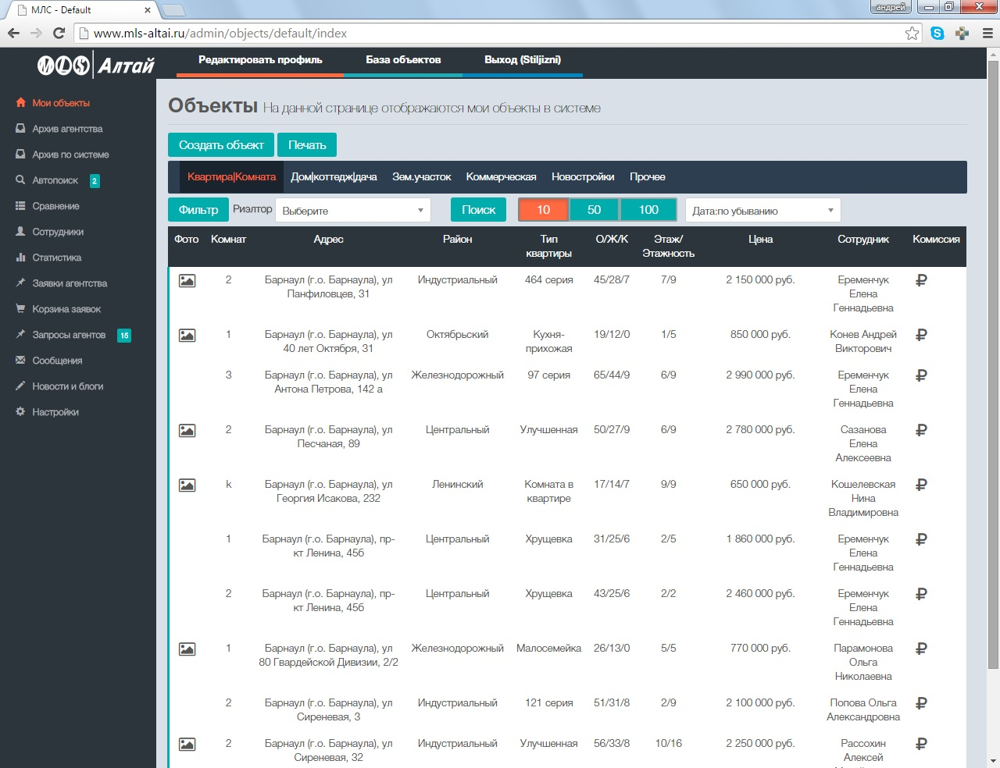 МЛС - Default
андрей
www.mls-altai.ru/admin/objects/default/index
MLS Алтай
Редактировать профиль
База объектов
Выход (Stiljizni)
Мои объекты
Архив агентства
Архив по системе
Автопоиск 2
Сравнение
Сотрудники
Статистика
Заявки агентства
Корзина заявок
Запросы агентов 15
Сообщения
Новости и блоги
Настройки
Объекты На данной странице отображаются мои объекты в системе
Создать объект Печать
Квартира|Комната Дом|коттедж|дача Зем.участок Коммерческая Новостройки Прочее
Фильтр Риэлтор Выберите Поиск 10 50 100 Дата:по убыванию
Фото Комнат Адрес Район Тип О/Ж/К Этаж/ Цена Сотрудник Комиссия
квартиры Этажность
2 Барнаул (г.о. Барнаула), ул Индустриальный 464 серия 45/28/7 7/9 2 150 000 руб. Еременчук
Панфиловцев, 31 Елена
Геннадьевна
1 Барнаул (г.о. Барнаула), ул Октябрьский Кухня- 19/12/0 1/5 850 000 руб. Конев Андрей
40 лет Октября, 31 прихожая Викторович
3 Барнаул (г.о. Барнаула), ул Железнодорожный 97 серия 65/44/9 6/9 2 990 000 руб. Еременчук
Антона Петрова, 142 а Елена
Геннадьевна
2 Барнаул (г.о. Барнаула), ул Центральный Улучшенная 50/27/9 6/9 2 780 000 руб. Сазанова
Песчаная, 89 Елена
Алексеевна
k Барнаул (г.о. Барнаула), ул Ленинский Комната в 17/14/7 9/9 650 000 руб. Кошелевская
Георгия Исакова, 232 квартире Нина
Владимировна
1 Барнаул (г.о. Барнаула), пр- Центральный Хрущевка 31/25/6 2/5 1 860 000 руб. Еременчук
кт Ленина, 45б Елена
Геннадьевна
2 Барнаул (г.о. Барнаула), пр- Центральный Хрущевка 43/25/6 2/2 2 460 000 руб. Еременчук
кт Ленина, 45б Елена
Геннадьевна
1 Барнаул (г.о. Барнаула), ул Железнодорожный Малосемейка 26/13/0 5/5 770 000 руб. Парамонова
80 Гвардейской Дивизии, 2/2 Ольга
Николаевна
2 Барнаул (г.о. Барнаула), ул Индустриальный 121 серия 51/31/8 2/9 2 100 000 руб. Попова Ольга
Сиреневая, 3 Александровна
2 Барнаул (г.о. Барнаула), ул Индустриальный Улучшенная 56/33/8 10/16 2 250 000 руб. Рассохин
Сиреневая, 32 Алексей